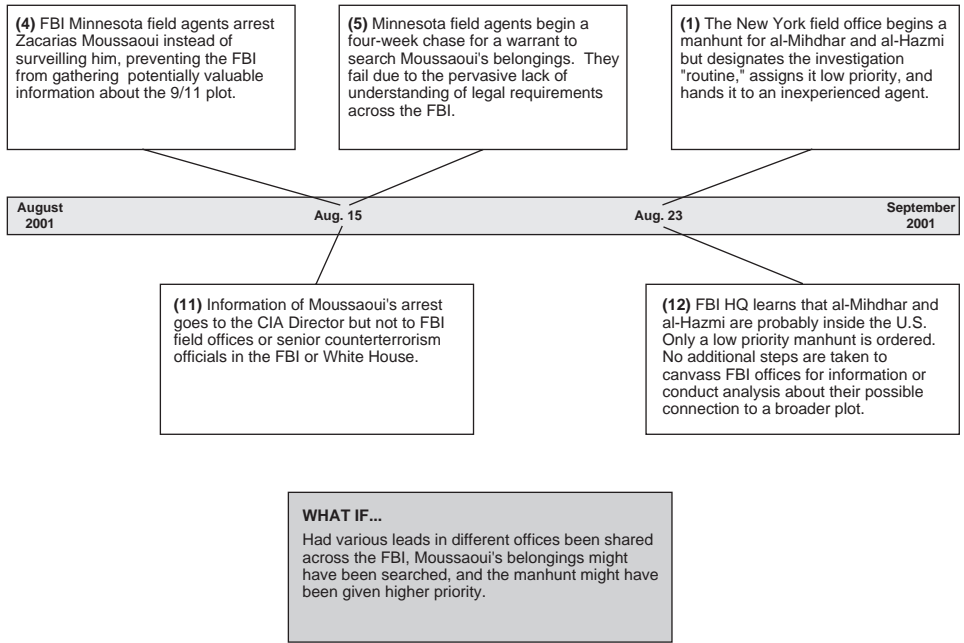 (4) FBI Minnesota field agents arrest
Zacarias Moussaoui instead of
surveilling him, preventing the FBI
from gathering potentially valuable
information about the 9/11 plot.
(5) Minnesota field agents begin a
four-week chase for a warrant to
search Moussaoui's belongings. They
fail due to the pervasive lack of
understanding of legal requirements
across the FBI.
(1) The New York field office begins a
manhunt for al-Mihdhar and al-Hazmi
but designates the investigation
"routine," assigns it low priority, and
hands it to an inexperienced agent.
August
2001
Aug. 15
Aug. 23
September
2001
(11) Information of Moussaoui's arrest
goes to the CIA Director but not to FBI
field offices or senior counterterrorism
officials in the FBI or White House.
(12) FBI HQ learns that al-Mihdhar and
al-Hazmi are probably inside the U.S.
Only a low priority manhunt is ordered.
No additional steps are taken to
canvass FBI offices for information or
conduct analysis about their possible
connection to a broader plot.
WHAT IF...
Had various leads in different offices been shared
across the FBI, Moussaoui's belongings might
have been searched, and the manhunt might have
been given higher priority.